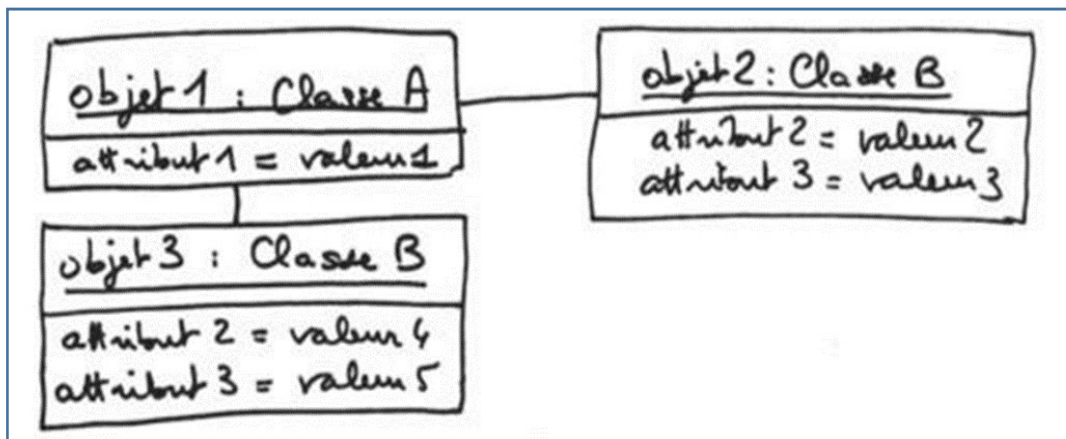 objet 1 : Classe A
attribut 1 = valeur 1
objet 2 : Classe B
attribut 2 = valeur 2
attribut 3 = valeur 3
objet 3 : Classe B
attribut 2 = valeur 4
attribut 3 = valeur 5